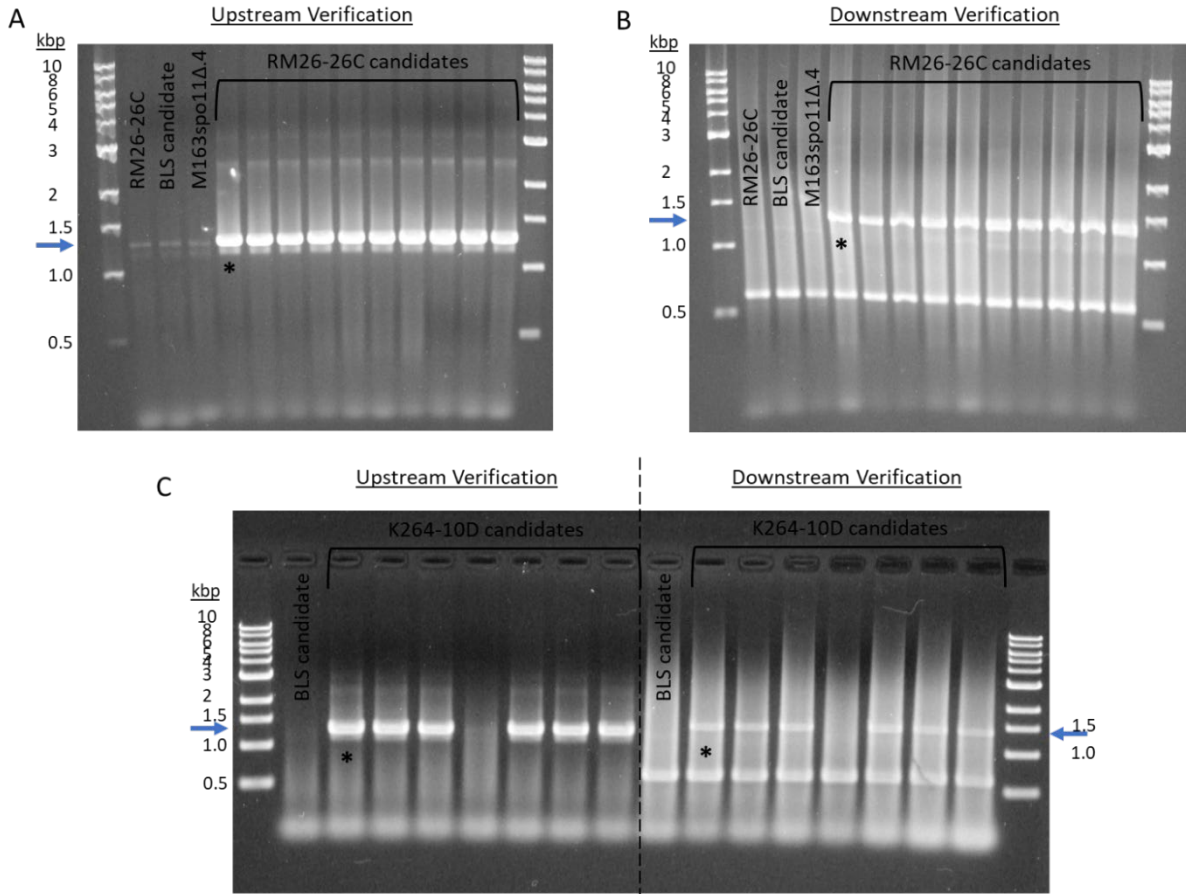 A
Upstream Verification
kbp
10
8
6
5
4
3
2
1.5
1.0
0.5
RM26-26C
BLS candidate
M163spo11Δ.4
RM26-26C candidates
*
B
Downstream Verification
kbp
10
8
6
5
4
3
2
1.5
1.0
0.5
RM26-26C
BLS candidate
M163spo11Δ.4
RM26-26C candidates
*
C
Upstream Verification
Downstream Verification
kbp
10
8
6
5
4
3
2
1.5
1.0
0.5
BLS candidate
K264-10D candidates
*
BLS candidate
K264-10D candidates
*
1.5
1.0